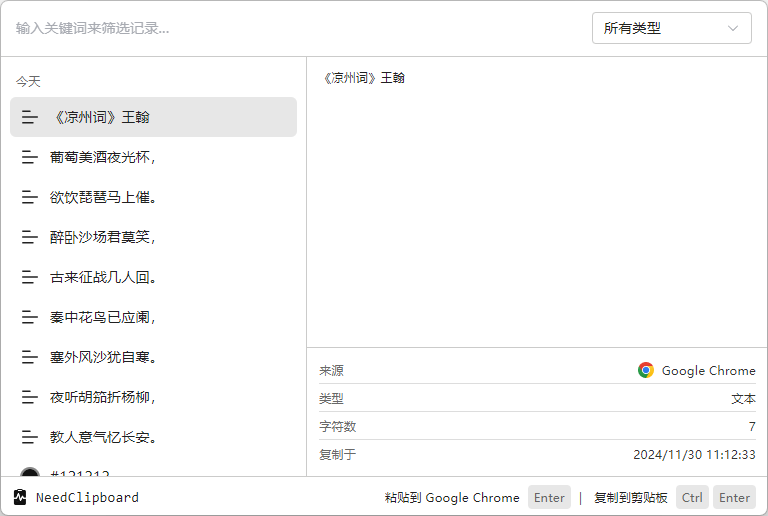 输入关键词来筛选记录...
所有类型
今天
《凉州词》王翰
葡萄美酒夜光杯，
欲饮琵琶马上催。
醉卧沙场君莫笑，
古来征战几人回。
秦中花鸟已应阑，
塞外风沙犹自寒。
夜听胡笳折杨柳，
教人意气忆长安。
#121212
《凉州词》王翰
来源 Google Chrome
类型 文本
字符数 7
复制于 2024/11/30 11:12:33
NeedClipboard
粘贴到 Google Chrome Enter | 复制到剪贴板 Ctrl Enter